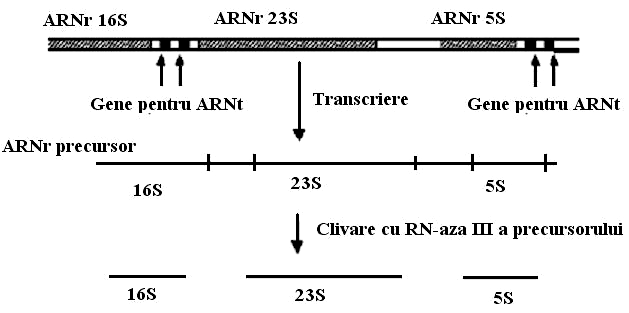 ARNr 16S ARNr 23S ARNr 5S
Gene pentru ARNt Transcriere Gene pentru ARNt
ARNr precursor
16S 23S 5S
Clivare cu RN-aza III a precursorului
16S 23S 5S